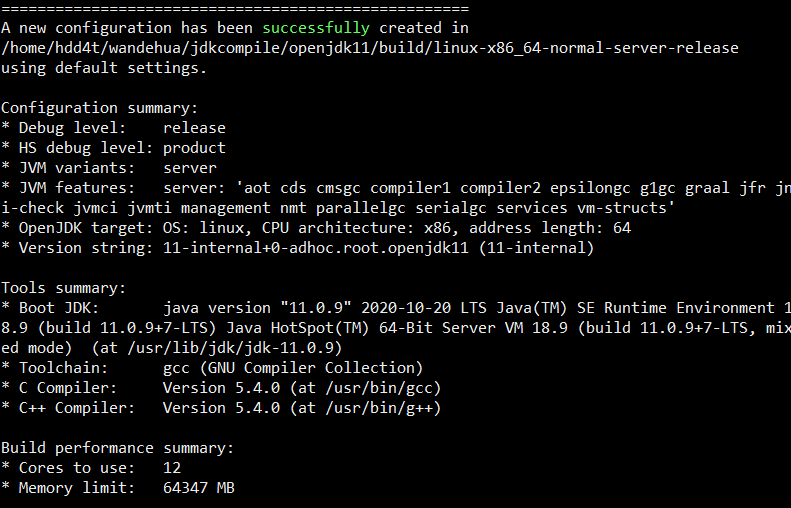 ====================================================
A new configuration has been successfully created in
/home/hdd4t/wandehua/jdkcompile/openjdk11/build/linux-x86_64-normal-server-release
using default settings.

Configuration summary:
* Debug level:    release
* HS debug level: product
* JVM variants:   server
* JVM features:   server: 'aot cds cmsgc compiler1 compiler2 epsilongc g1gc graal jfr jn
i-check jvmci jvmti management nmt parallelgc serialgc services vm-structs'
* OpenJDK target: OS: linux, CPU architecture: x86, address length: 64
* Version string: 11-internal+0-adhoc.root.openjdk11 (11-internal)

Tools summary:
* Boot JDK:       java version "11.0.9" 2020-10-20 LTS Java(TM) SE Runtime Environment 1
8.9 (build 11.0.9+7-LTS) Java HotSpot(TM) 64-Bit Server VM 18.9 (build 11.0.9+7-LTS, mix
ed mode)  (at /usr/lib/jdk/jdk-11.0.9)
* Toolchain:      gcc (GNU Compiler Collection)
* C Compiler:     Version 5.4.0 (at /usr/bin/gcc)
* C++ Compiler:   Version 5.4.0 (at /usr/bin/g++)

Build performance summary:
* Cores to use:   12
* Memory limit:   64347 MB